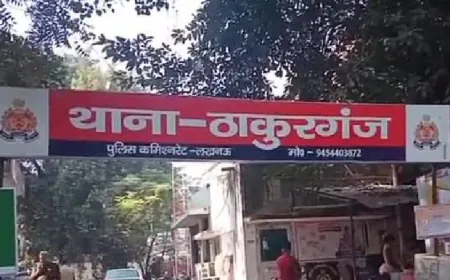 थाना-ठाकुरगंज
पुलिस कमिश्नरेट-लखनऊ मो० - 9454403872